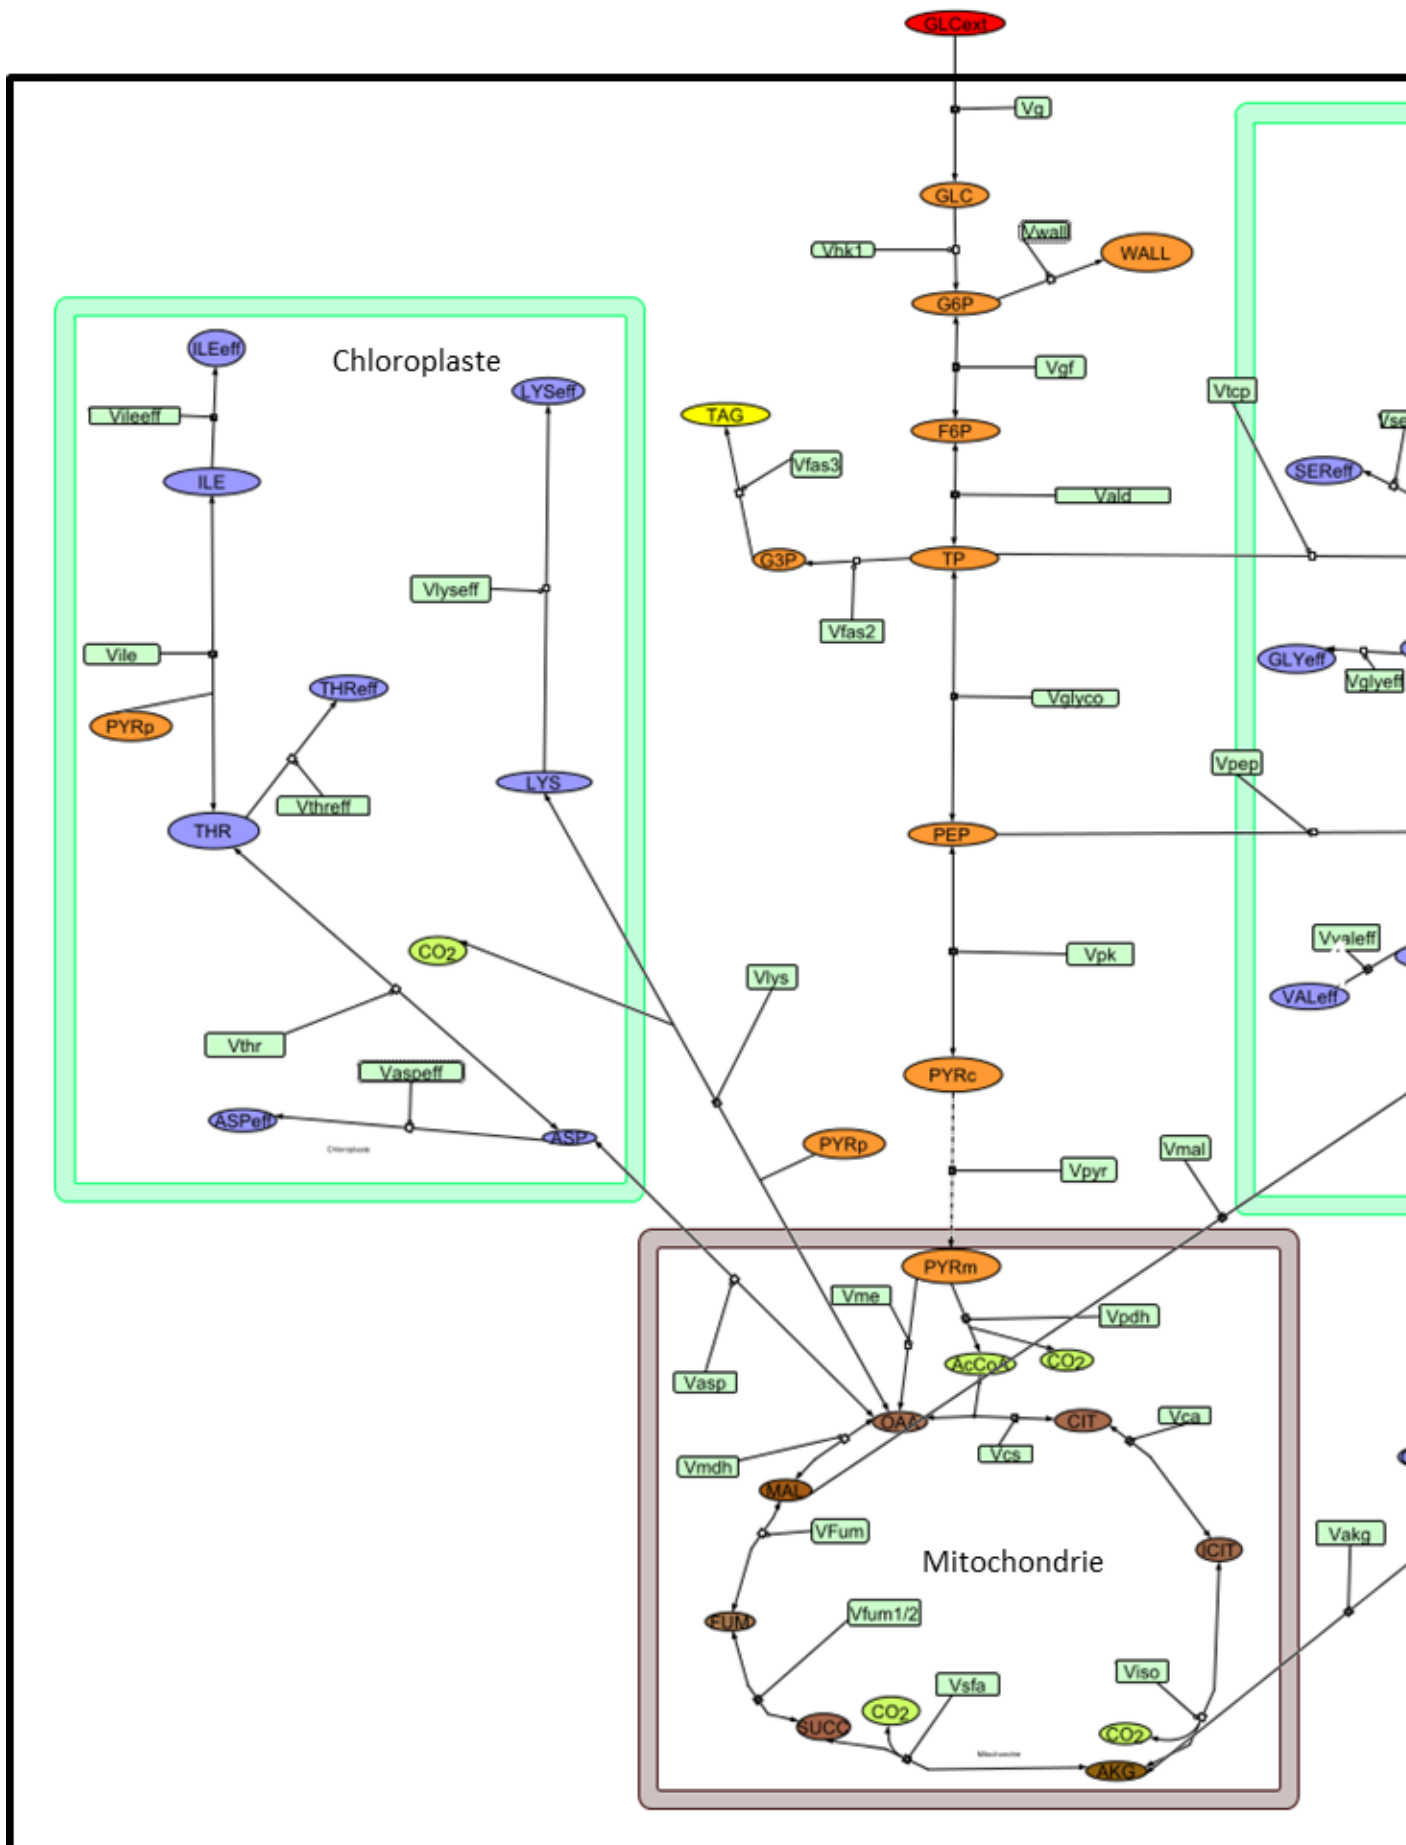 GLCext
Vg
GLC
Vhk1
Vwall
WALL
G6P
ILEeff
Chloroplaste
LYSeff
Vgf
Vtcp
Vileeff
TAG
F6P
Vse
Vfas3
SEReff
ILE
Vald
G3P
TP
Vlyseff
Vfas2
Vile
GLYeff
THReff
Vglyeff
Vglyco
PYRp
Vpep
LYS
Vthreff
THR
PEP
Vvaleff
CO2
Vpk
Vlys
VALeff
Vthr
Vaspeff
PYRc
ASPeff
ASP
Chloroplaste
PYRp
Vmal
Vpyr
PYRm
Vme
Vpdh
AcCoA
CO2
Vasp
OAA
CIT
Vca
Vcs
Vmdh
MAL
VFum
Vakg
ICIT
Mitochondrie
FUM
Vfum1/2
Viso
Vsfa
CO2
SUCC
CO2
Mitochondrie
AKG